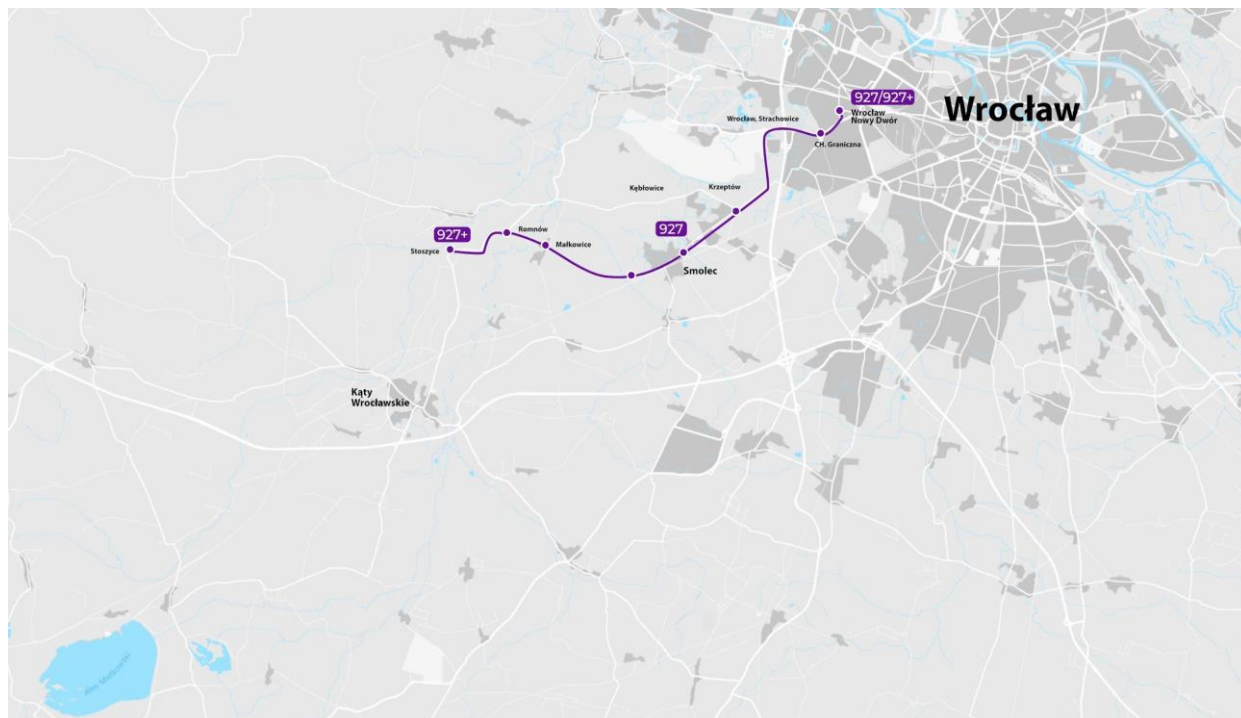 927/927+
Wrocław
Nowy Dwór
Wrocław
Wrocław, Strachowice
CH. Graniczna
Kębłowice
Krzeptów
927+
Romnów
927
Stoszyce
Małkowice
Smolec
Kąty
Wrocławskie